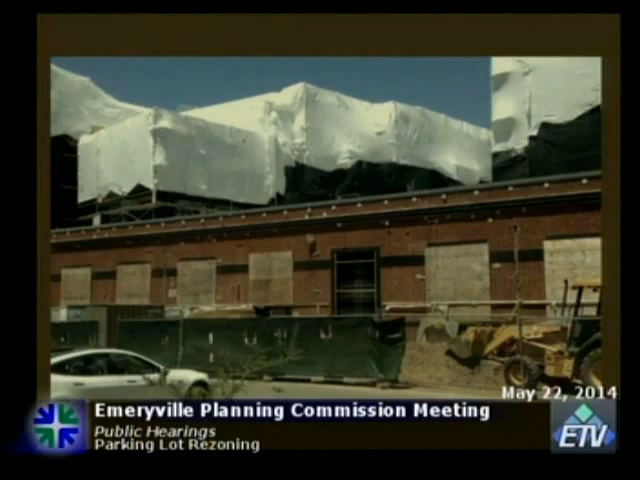 May 22, 2014
Emeryville Planning Commission Meeting
Public Hearings
Parking Lot Rezoning
ETV